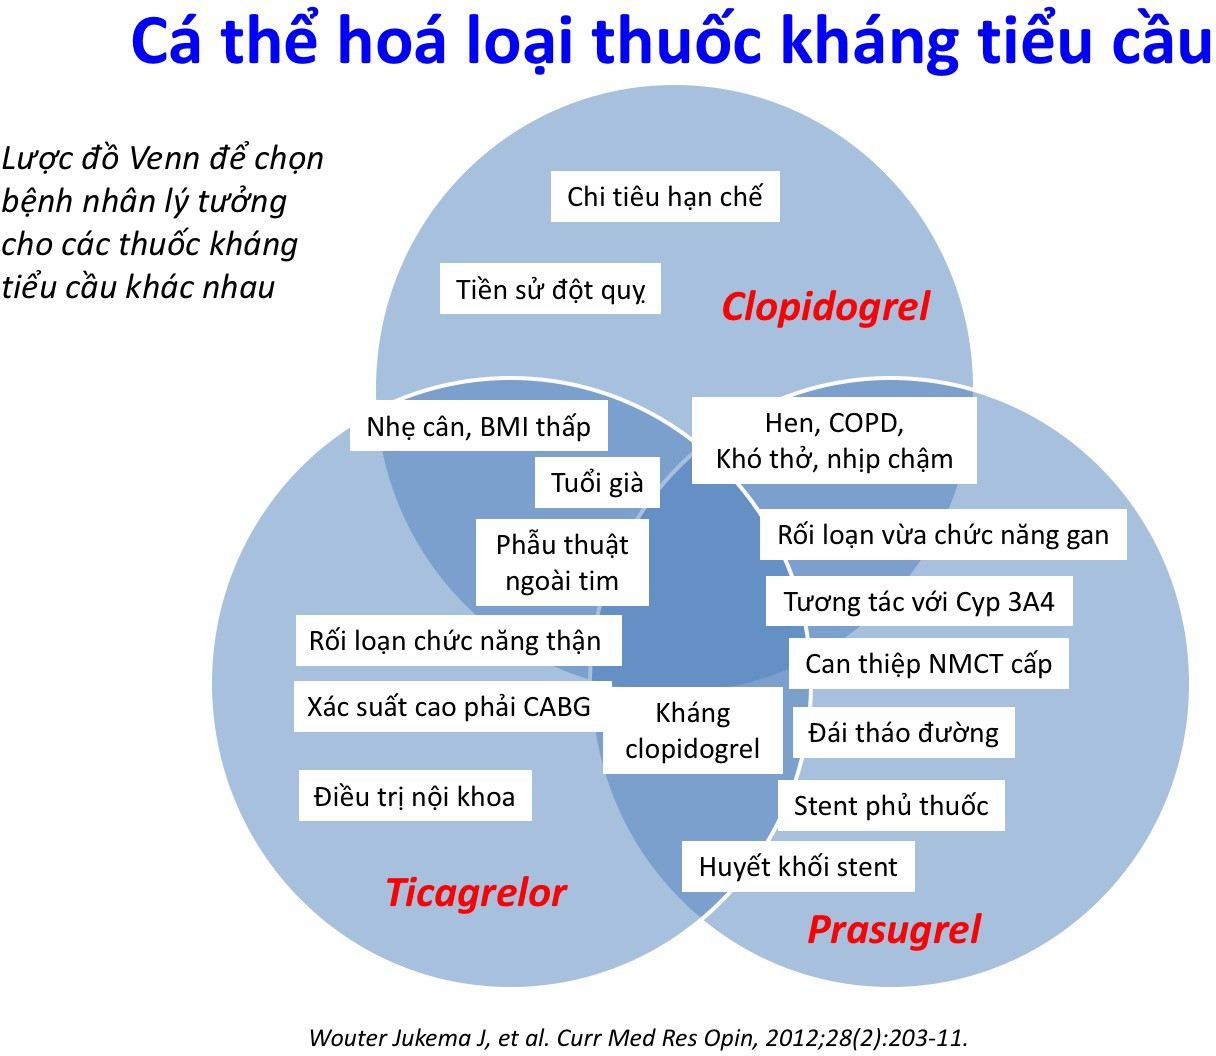 Cá thể hoá loại thuốc kháng tiểu cầu
Lược đồ Venn để chọn
bệnh nhân lý tưởng
cho các thuốc kháng
tiểu cầu khác nhau
Chi tiêu hạn chế
Tiền sử đột quỵ
Clopidogrel
Nhẹ cân, BMI thấp
Hen, COPD,
Khó thở, nhịp chậm
Tuổi già
Phẫu thuật
ngoài tim
Rối loạn vừa chức năng gan
Tương tác với Cyp 3A4
Rối loạn chức năng thận
Can thiệp NMCT cấp
Xác suất cao phải CABG
Kháng
clopidogrel
Đái tháo đường
Điều trị nội khoa
Stent phủ thuốc
Huyết khối stent
Ticagrelor
Prasugrel
Wouter Jukema J, et al. Curr Med Res Opin, 2012;28(2):203-11.